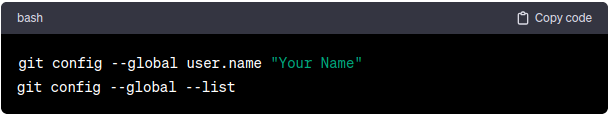 bash Copy code
git config --global user.name "Your Name"
git config --global --list